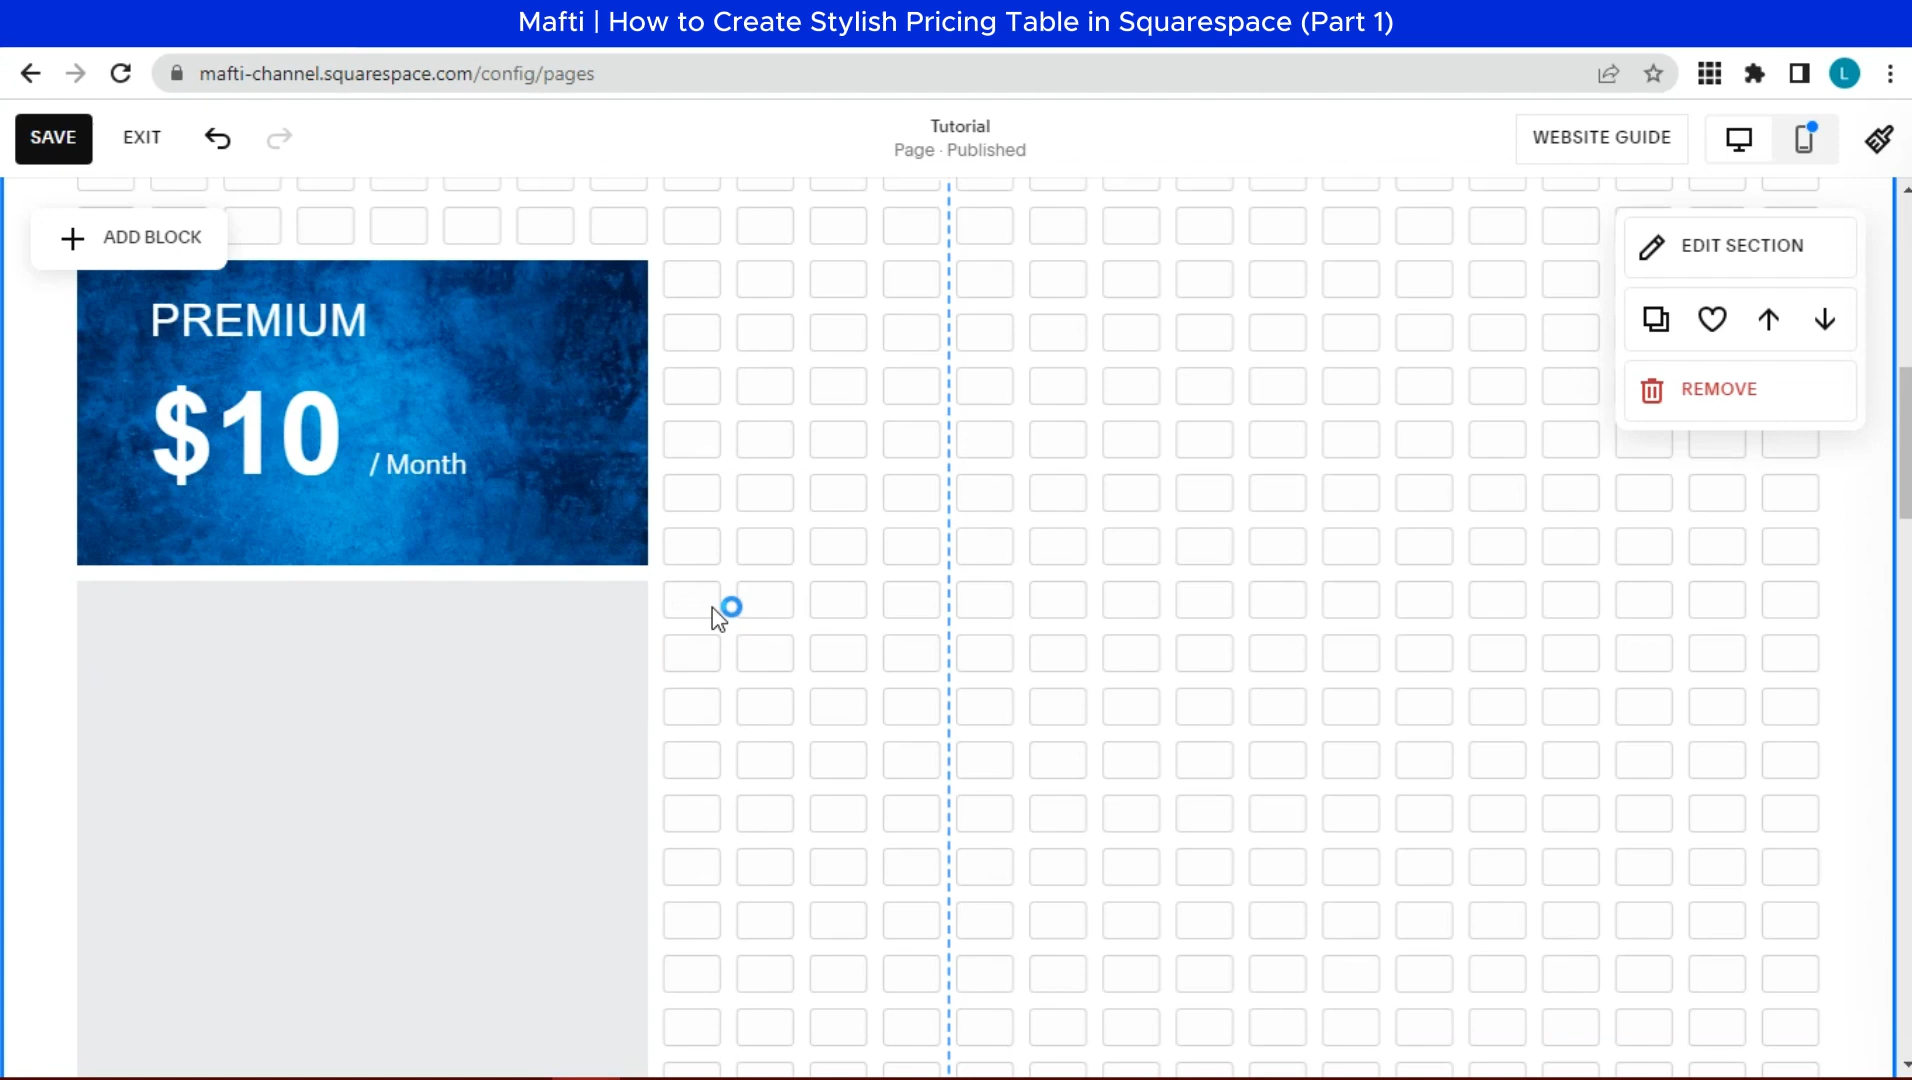 Mafti | How to Create Stylish Pricing Table in Squarespace (Part 1)
mafti-channel.squarespace.com/config/pages
L
SAVE
EXIT
Tutorial
Page · Published
WEBSITE GUIDE
ADD BLOCK
EDIT SECTION
REMOVE
PREMIUM
$10 / Month